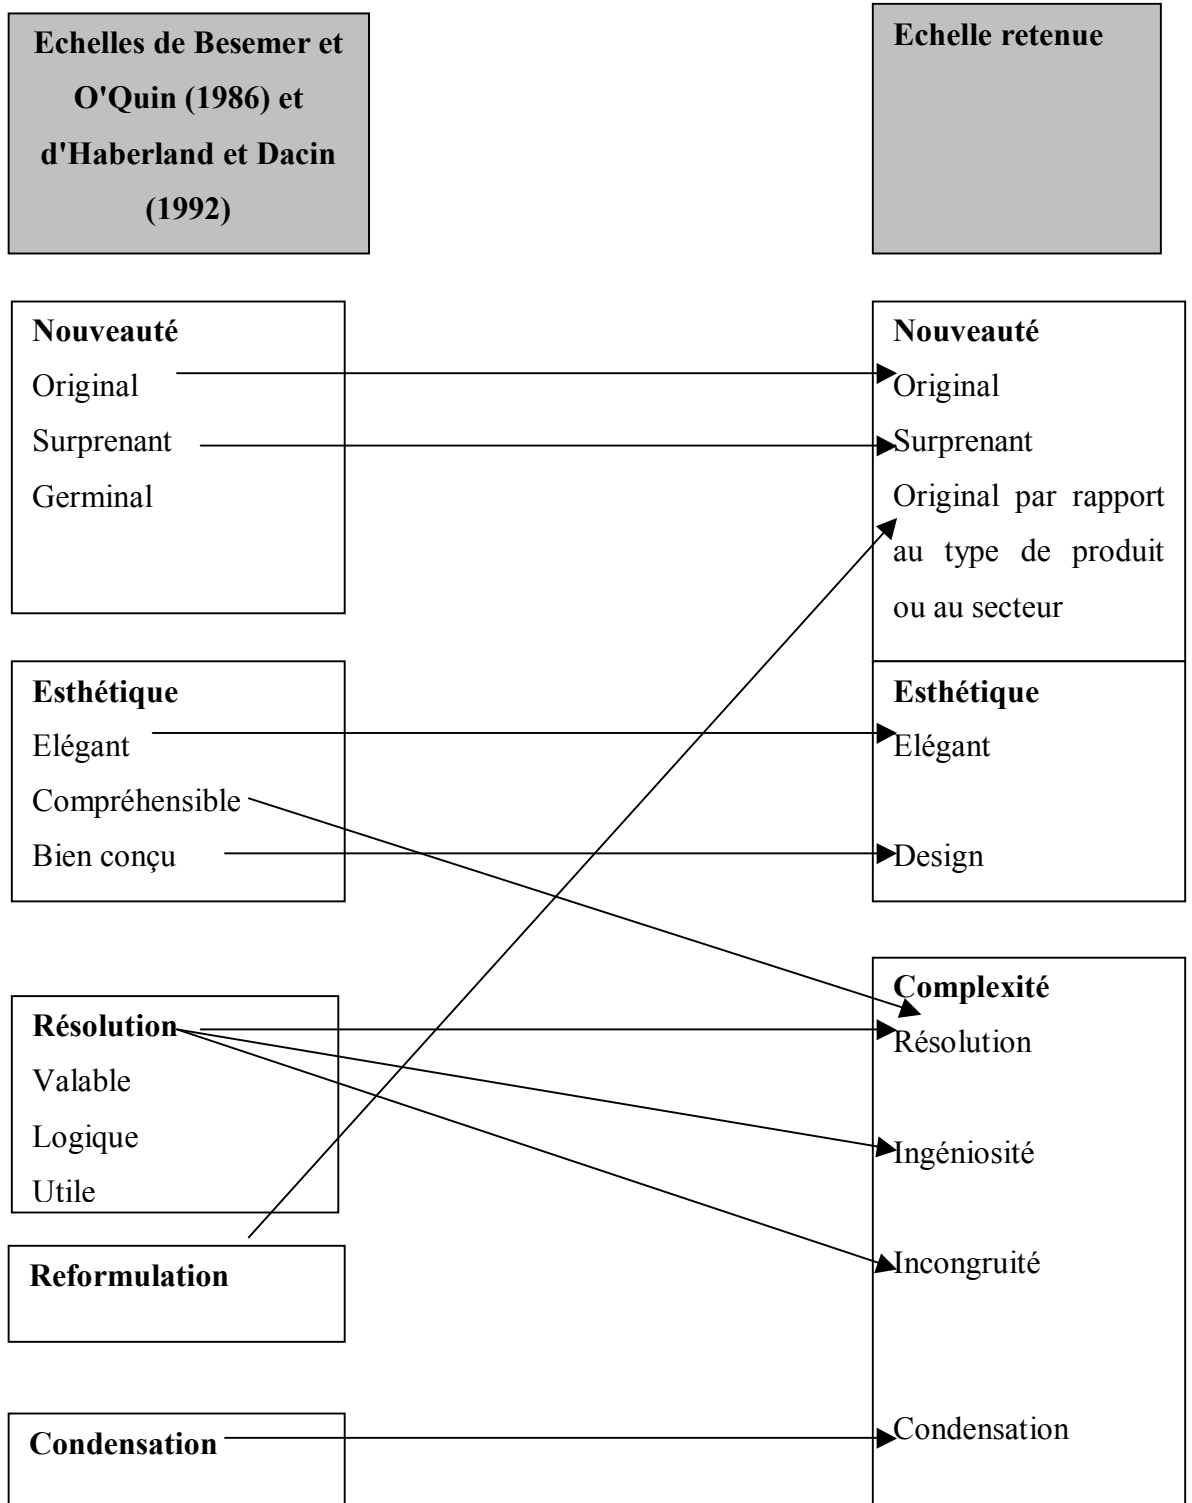 Echelles de Besemer et
O'Quin (1986) et
d'Haberland et Dacin
(1992)
Echelle retenue
Nouveauté
Original
Surprenant
Germinal
Nouveauté
Original
Surprenant
Original par rapport
au type de produit
ou au secteur
Esthétique
Elégant
Compréhensible
Bien conçu
Esthétique
Elégant
Design
Résolution
Valable
Logique
Utile
Reformulation
Condensation
Complexité
Résolution
Ingéniosité
Incongruité
Condensation